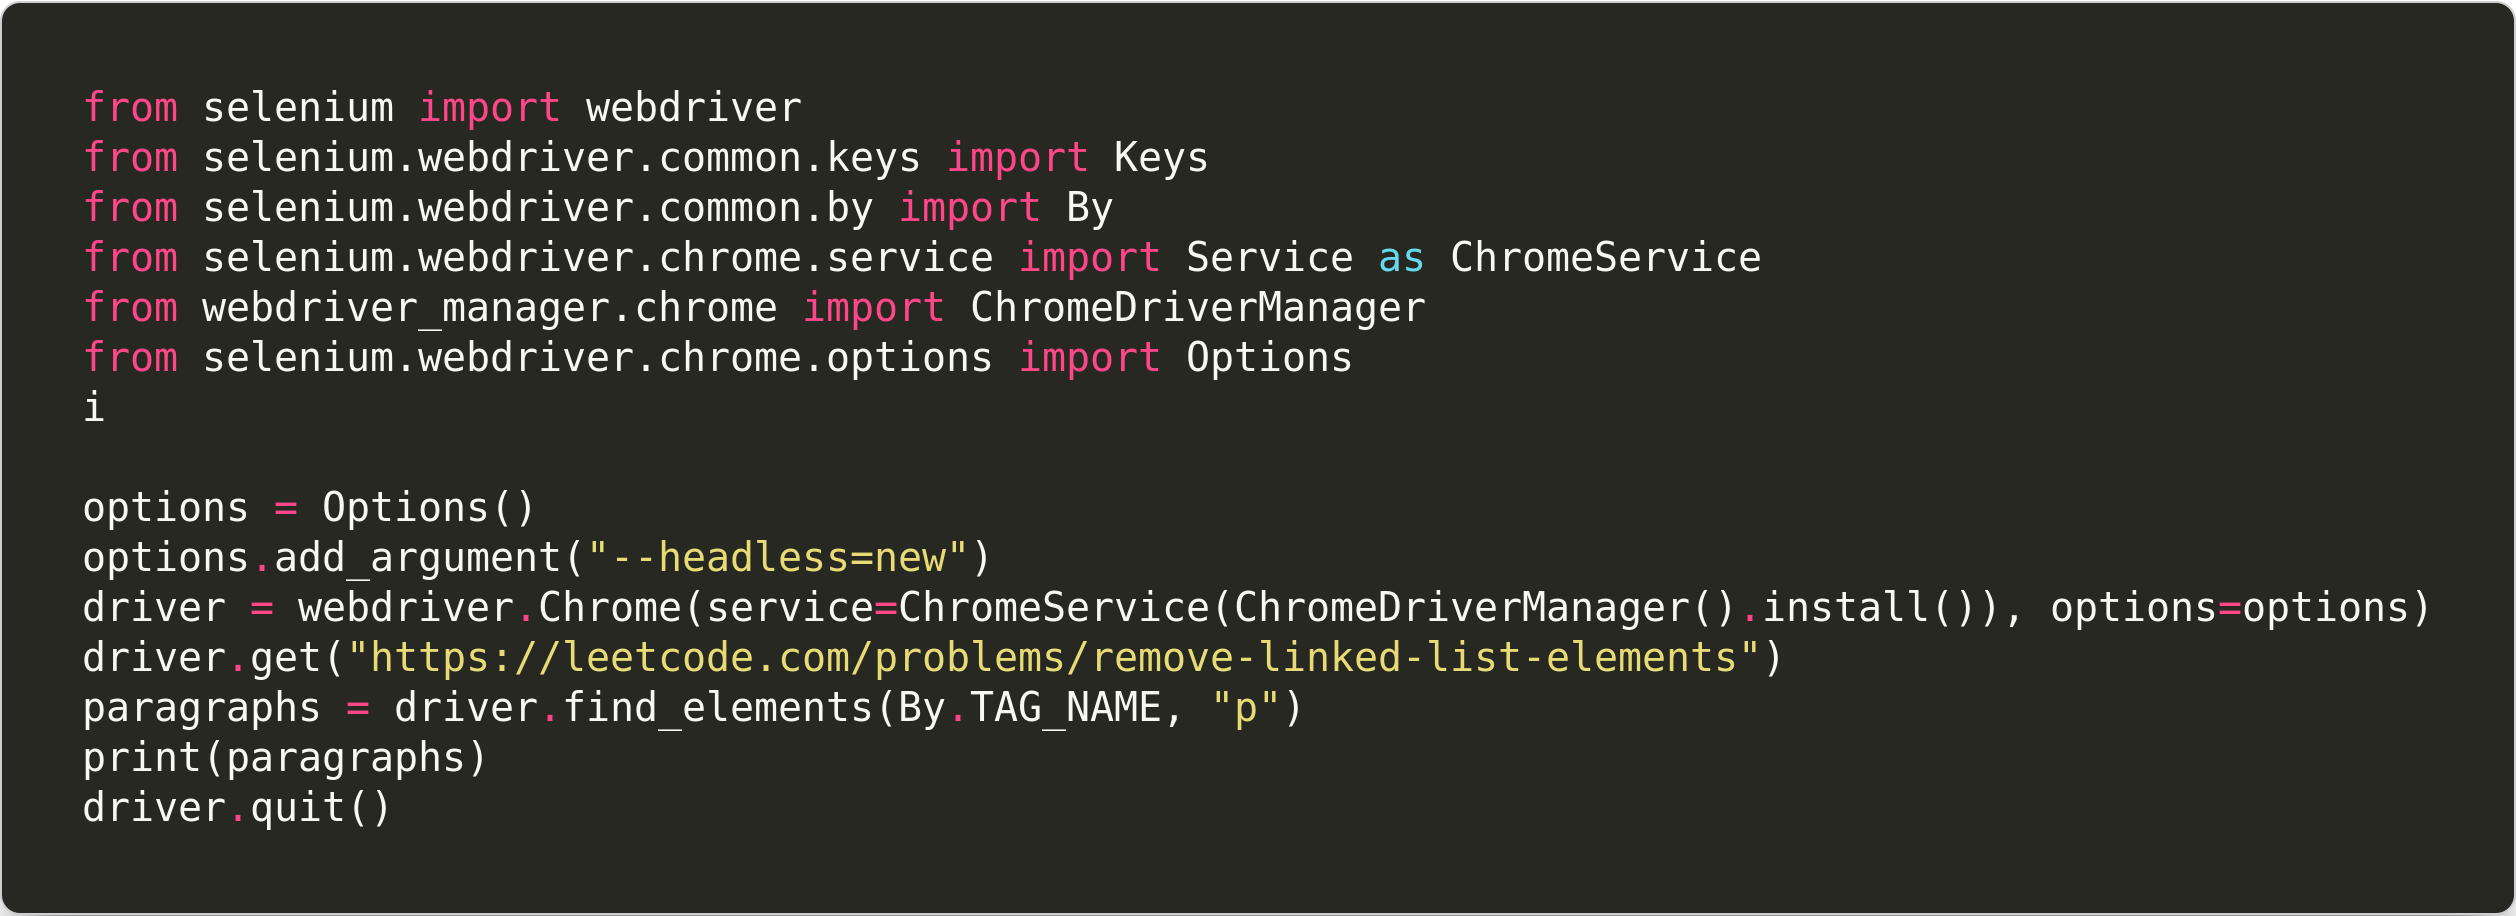 from selenium import webdriver
from selenium.webdriver.common.keys import Keys
from selenium.webdriver.common.by import By
from selenium.webdriver.chrome.service import Service as ChromeService
from webdriver_manager.chrome import ChromeDriverManager
from selenium.webdriver.chrome.options import Options
i

options = Options()
options.add_argument("--headless=new")
driver = webdriver.Chrome(service=ChromeService(ChromeDriverManager().install()), options=options)
driver.get("https://leetcode.com/problems/remove-linked-list-elements")
paragraphs = driver.find_elements(By.TAG_NAME, "p")
print(paragraphs)
driver.quit()